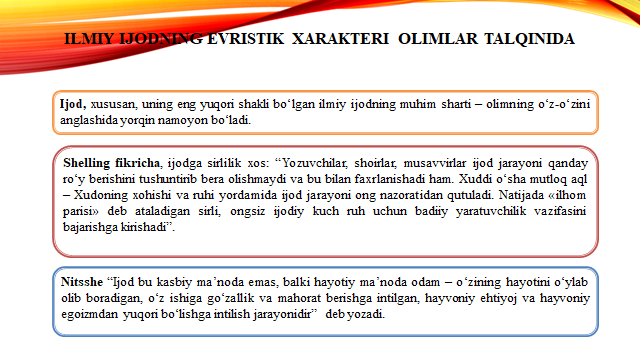 ILMIY IJODNING EVRISTIK XARAKTERI OLIMLAR TALQINIDA
Ijod, xususan, uning eng yuqori shakli bo‘lgan ilmiy ijodning muhim sharti – olimning o‘z-o‘zini
anglashida yorqin namoyon bo‘ladi.
Shelling fikricha, ijodga sirlilik xos: “Yozuvchilar, shoirlar, musavvirlar ijod jarayoni qanday
ro‘y berishini tushuntirib bera olishmaydi va bu bilan faxrlanishadi ham. Xuddi o‘sha mutloq aql
– Xudoning xohishi va ruhi yordamida ijod jarayoni ong nazoratidan qutuladi. Natijada «ilhom
parisi» deb ataladigan sirli, ongsiz ijodiy kuch ruh uchun badiiy yaratuvchilik vazifasini
bajarishga kirishadi”.
Nitsshe “Ijod bu kasbiy ma’noda emas, balki hayotiy ma’noda odam – o‘zining hayotini o‘ylab
olib boradigan, o‘z ishiga go‘zallik va mahorat berishga intilgan, hayvoniy ehtiyoj va hayvoniy
egoizmdan yuqori bo‘lishga intilish jarayonidir” deb yozadi.